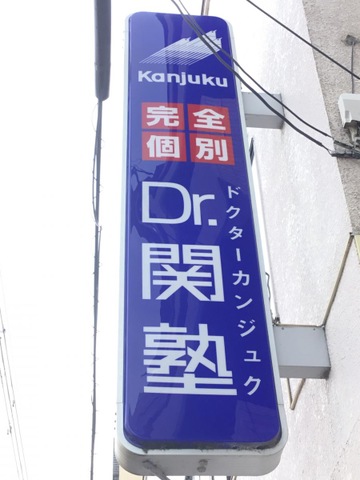 Kanjuku
完全
個別
Dr.関塾
ドクターカンジュク